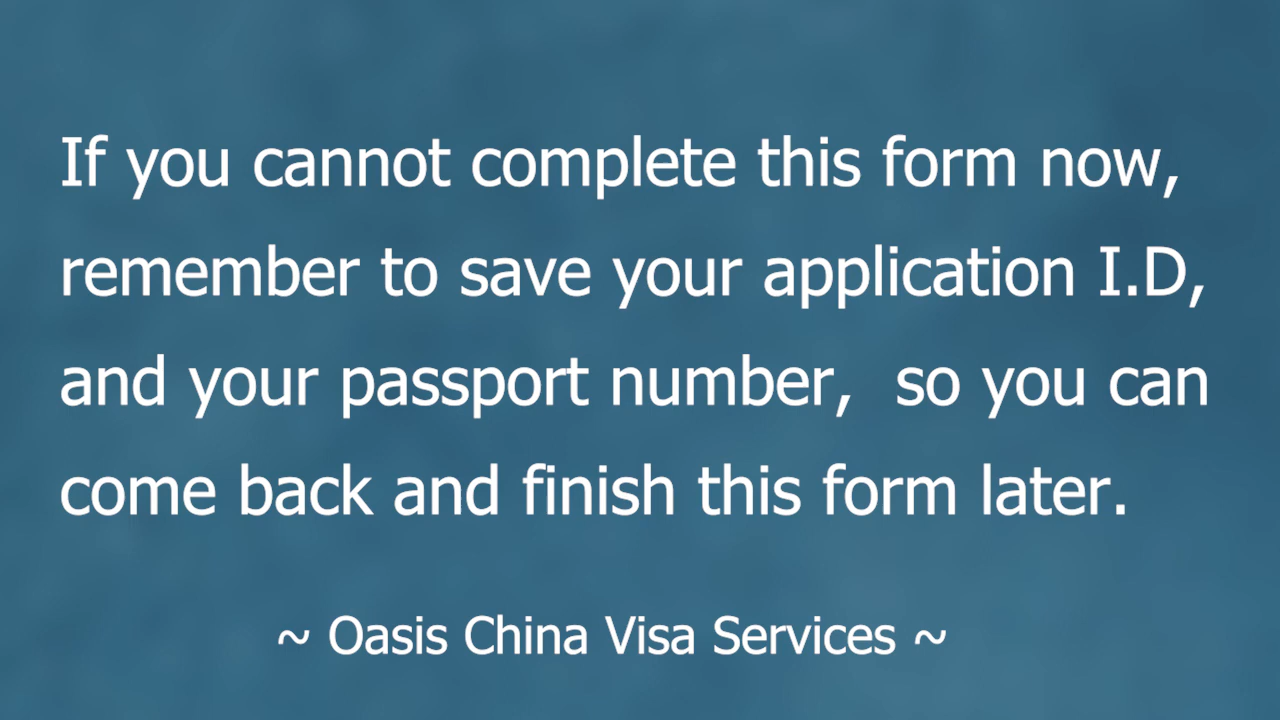 If you cannot complete this form now,
remember to save your application I.D,
and your passport number,  so you can
come back and finish this form later.
~ Oasis China Visa Services ~